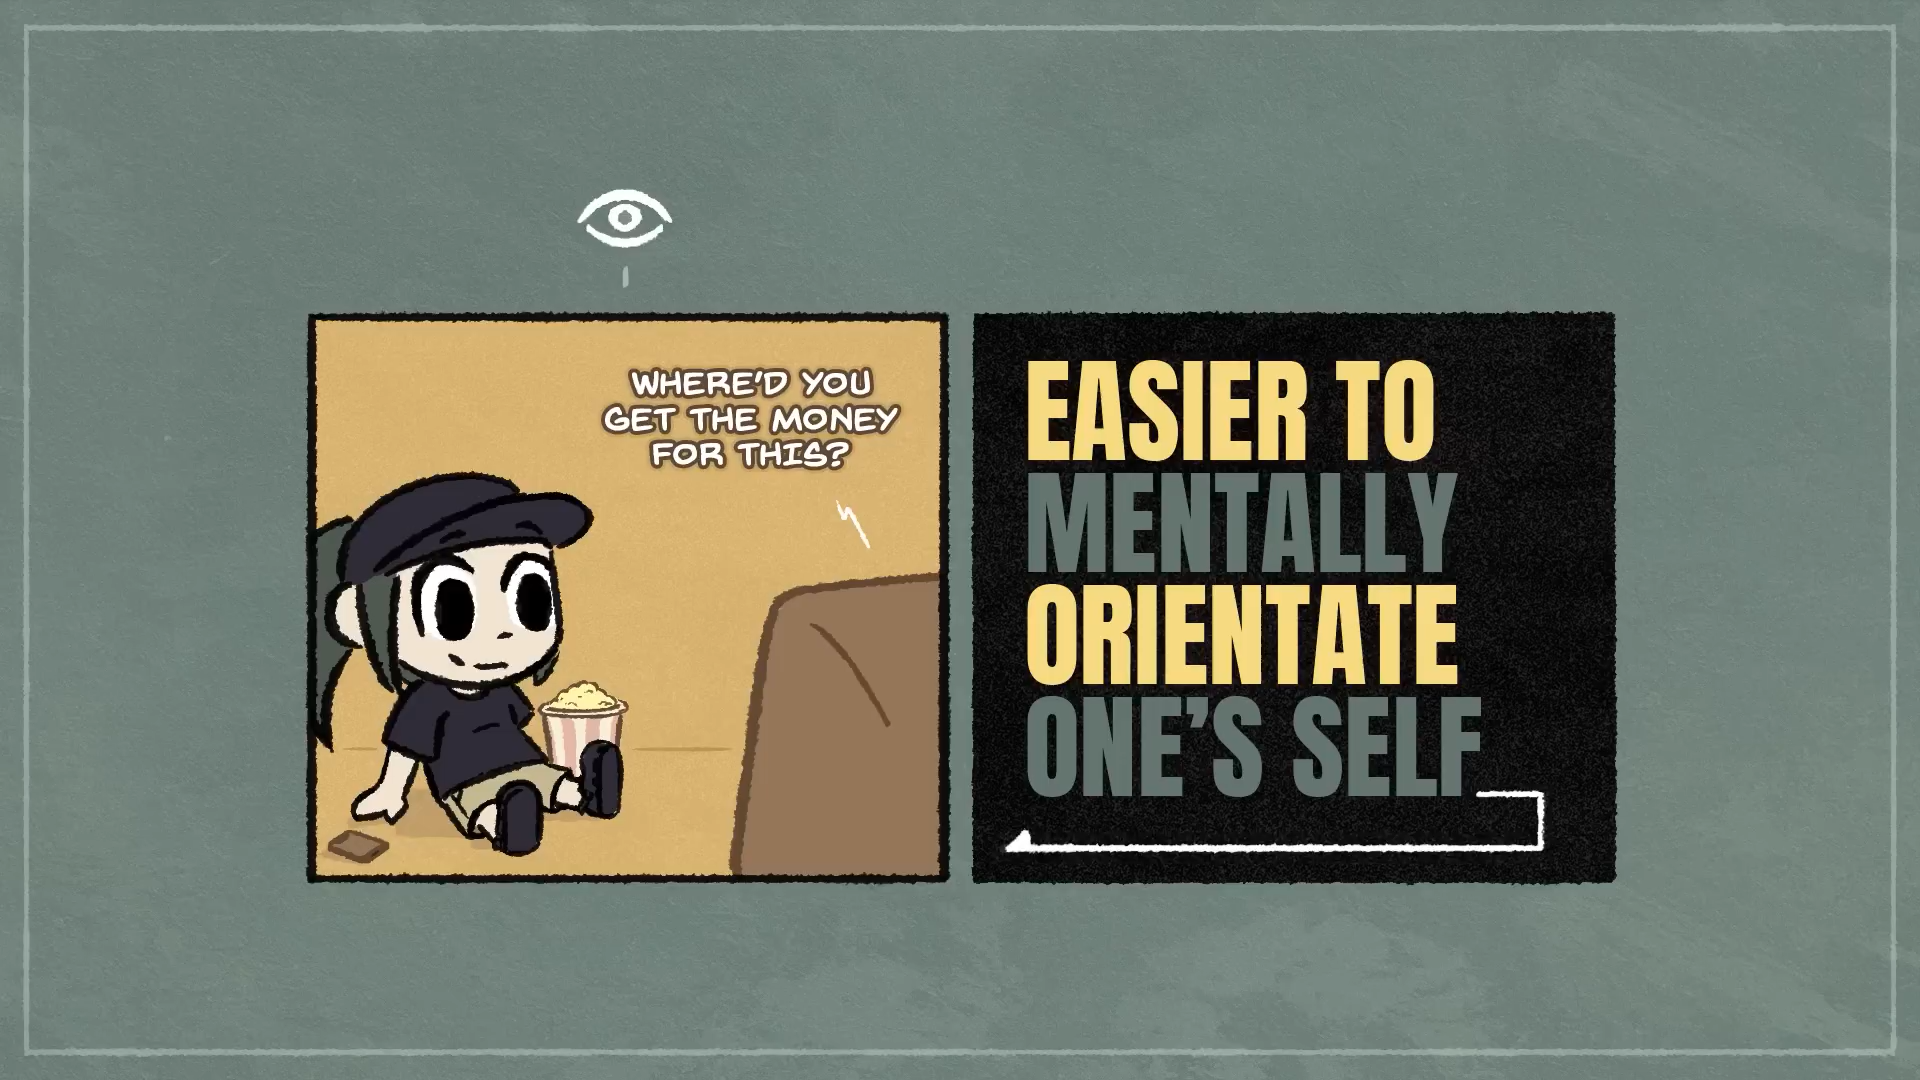 WHERE'D YOU
GET THE MONEY
FOR THIS?
EASIER TO
MENTALLY
ORIENTATE
ONE'S SELF